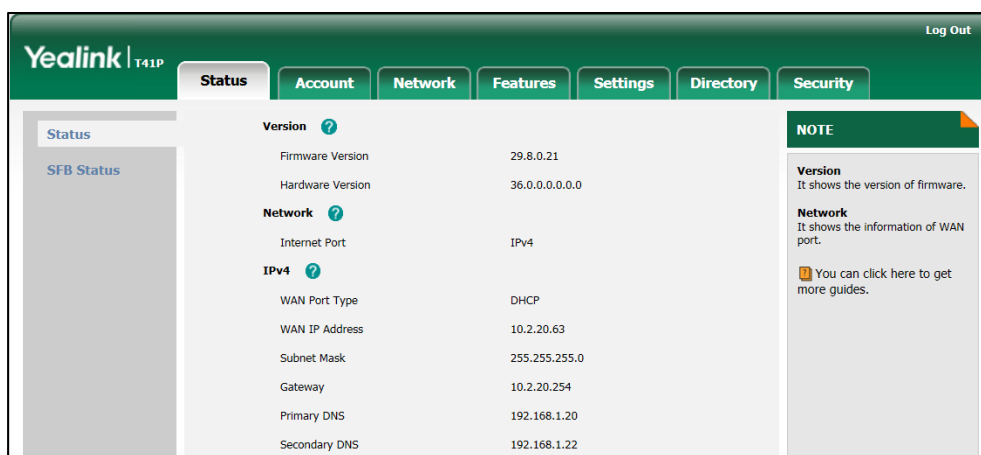 Log Out
Yealink | T41P
Status Account Network Features Settings Directory Security
Status
SFB Status
Version
Firmware Version 29.8.0.21
Hardware Version 36.0.0.0.0.0.0
Network
Internet Port IPv4
IPv4
WAN Port Type DHCP
WAN IP Address 10.2.20.63
Subnet Mask 255.255.255.0
Gateway 10.2.20.254
Primary DNS 192.168.1.20
Secondary DNS 192.168.1.22
NOTE
Version
It shows the version of firmware.
Network
It shows the information of WAN
port.
You can click here to get
more guides.